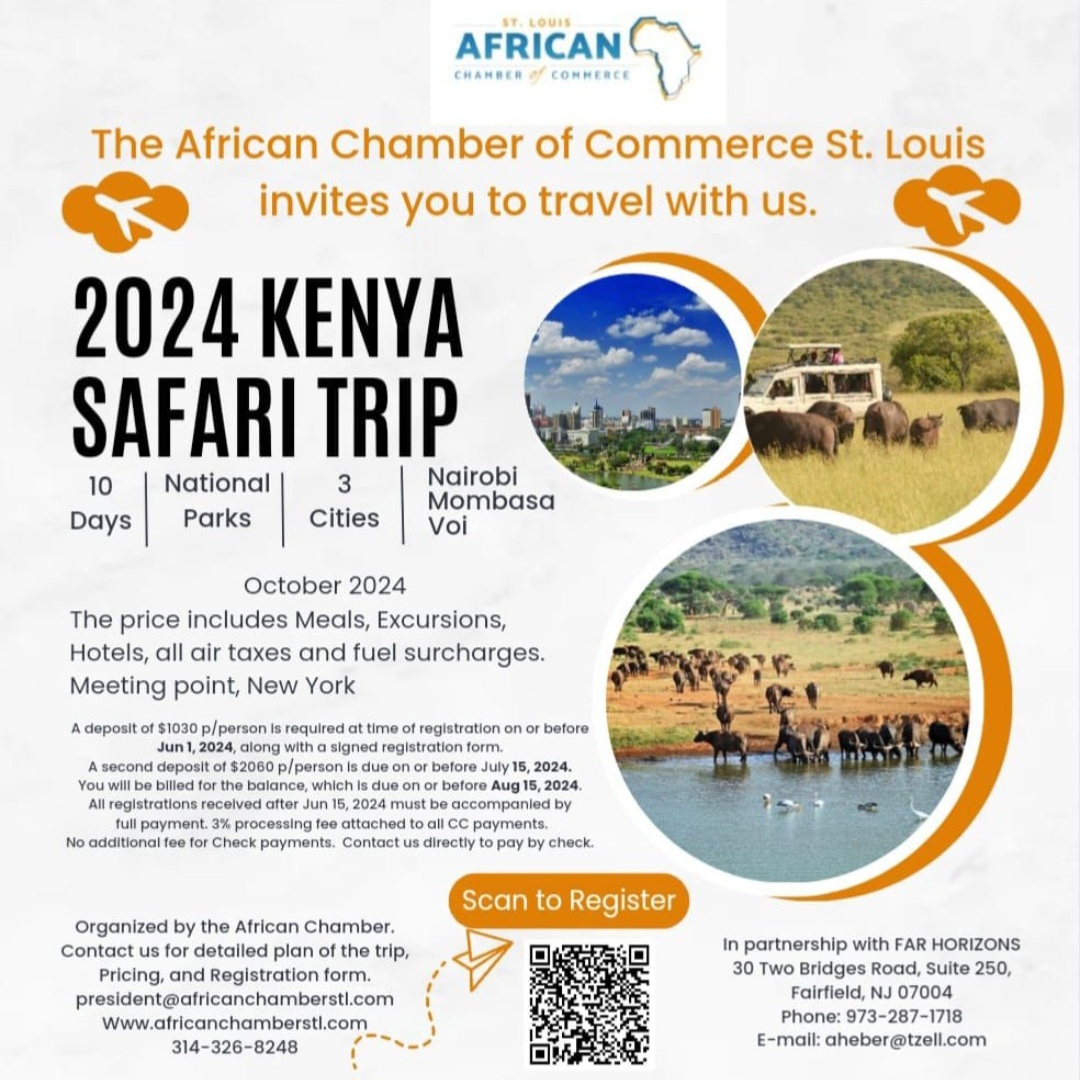 ST. LOUIS
AFRICAN
CHAMBER of COMMERCE
The African Chamber of Commerce St. Louis
invites you to travel with us.
2024 KENYA
SAFARI TRIP
10
Days
National
Parks
3
Cities
Nairobi
Mombasa
Voi
October 2024
The price includes Meals, Excursions,
Hotels, all air taxes and fuel surcharges.
Meeting point, New York
A deposit of $1030 p/person is required at time of registration on or before
Jun 1, 2024, along with a signed registration form.
A second deposit of $2060 p/person is due on or before July 15, 2024.
You will be billed for the balance, which is due on or before Aug 15, 2024.
All registrations received after Jun 15, 2024 must be accompanied by
full payment. 3% processing fee attached to all CC payments.
No additional fee for Check payments. Contact us directly to pay by check.
Scan to Register
Organized by the African Chamber.
Contact us for detailed plan of the trip,
Pricing, and Registration form.
president@africanchamberstl.com
Www.africanchamberstl.com
314-326-8248
In partnership with FAR HORIZONS
30 Two Bridges Road, Suite 250,
Fairfield, NJ 07004
Phone: 973-287-1718
E-mail: aheber@tzell.com